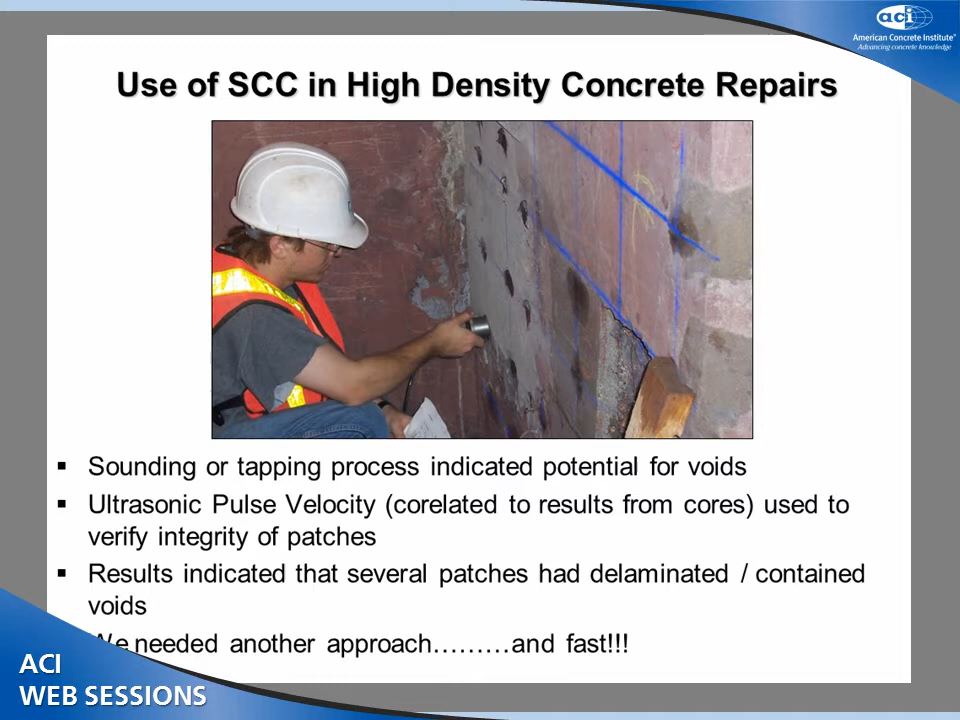 aci
American Concrete Institute®
Advancing concrete knowledge
Use of SCC in High Density Concrete Repairs
▪ Sounding or tapping process indicated potential for voids
▪ Ultrasonic Pulse Velocity (corelated to results from cores) used to
verify integrity of patches
▪ Results indicated that several patches had delaminated / contained
voids
We needed another approach………and fast!!!
ACI
WEB SESSIONS